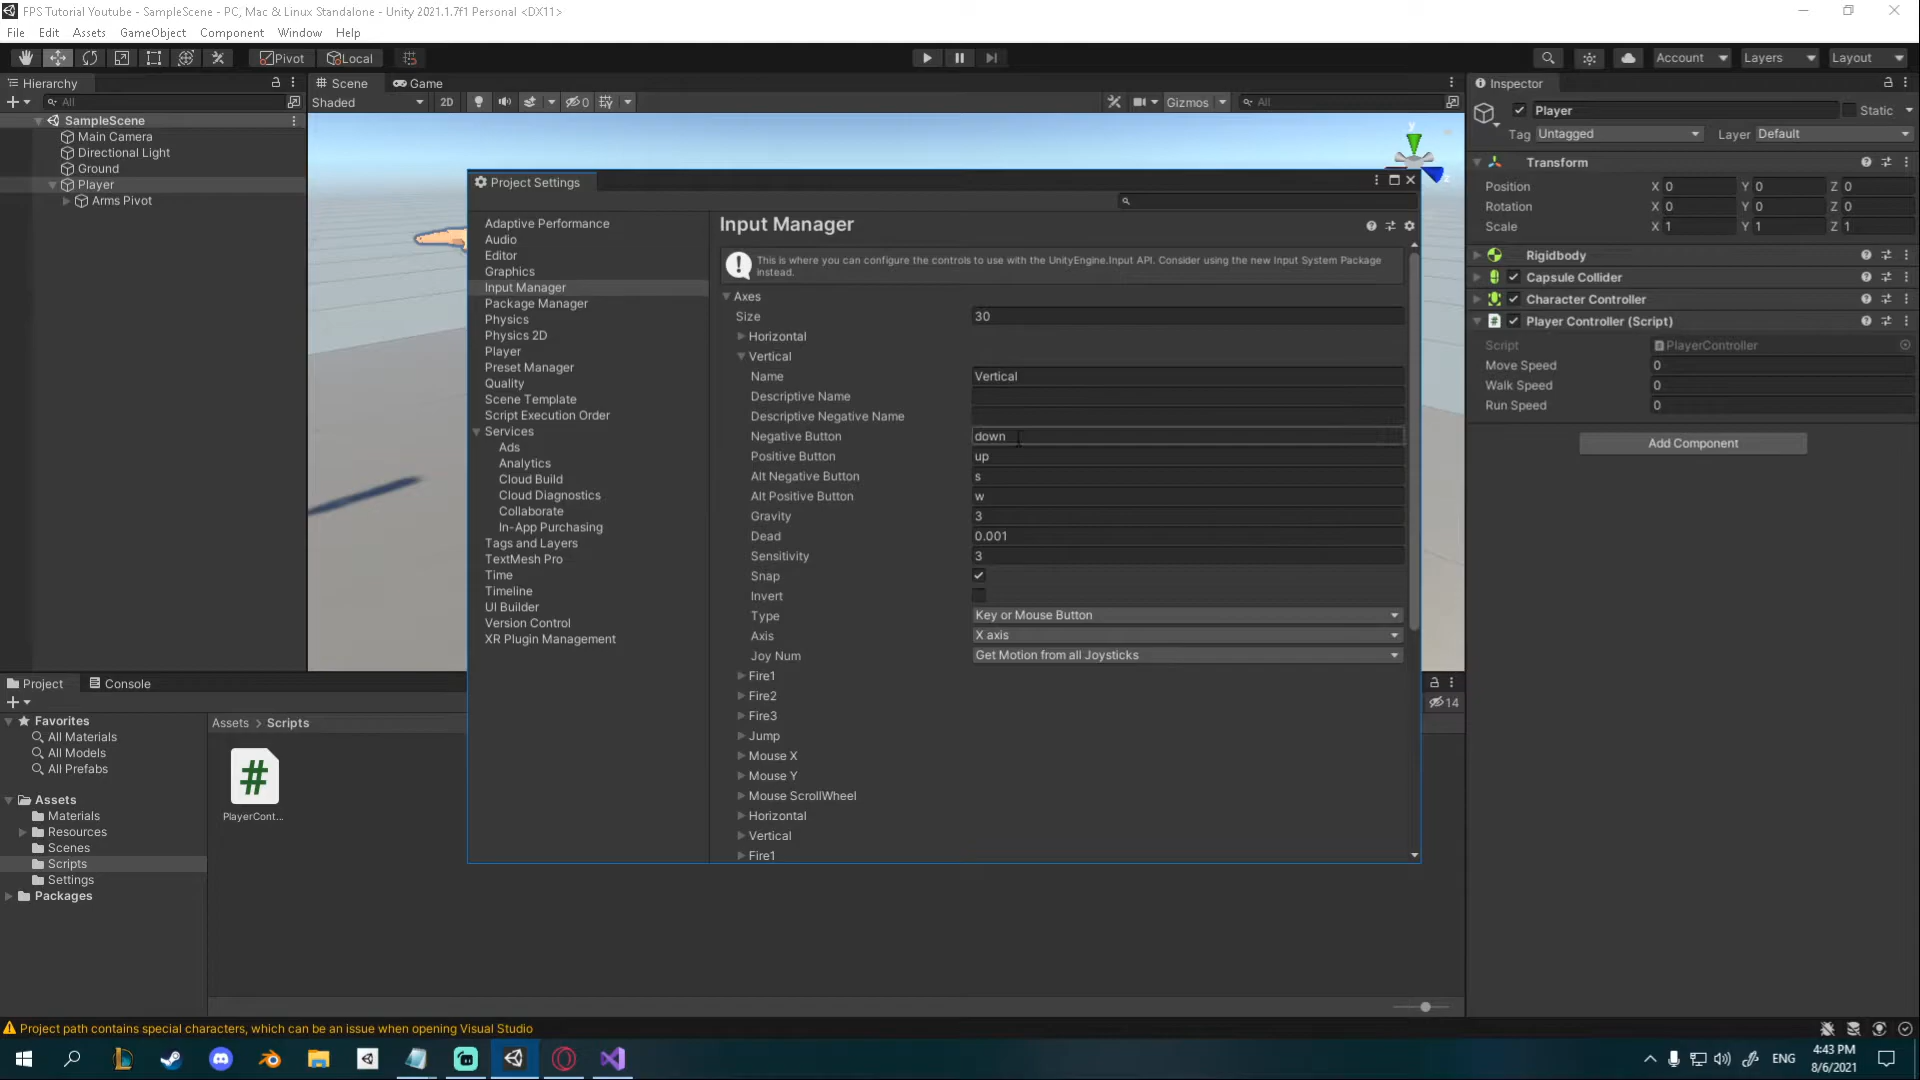 FPS Tutorial Youtube - SampleScene - PC, Mac & Linux Standalone - Unity 2021.1.7f1 Personal <DX11>
File Edit Assets GameObject Component Window Help
Pivot Local
Account Layers Layout
Hierarchy
All
SampleScene
Main Camera
Directional Light
Ground
Player
Arms Pivot
Scene Game
Shaded 2D 0 Gizmos All
y
z
Project Settings
Adaptive Performance
Audio
Editor
Graphics
Input Manager
Package Manager
Physics
Physics 2D
Player
Preset Manager
Quality
Scene Template
Script Execution Order
Services
Ads
Analytics
Cloud Build
Cloud Diagnostics
Collaborate
In-App Purchasing
Tags and Layers
TextMesh Pro
Time
Timeline
UI Builder
Version Control
XR Plugin Management
Input Manager
This is where you can configure the controls to use with the UnityEngine.Input API. Consider using the new Input System Package
instead.
Axes
Size 30
Horizontal
Vertical
Name Vertical
Descriptive Name
Descriptive Negative Name
Negative Button down
Positive Button up
Alt Negative Button s
Alt Positive Button w
Gravity 3
Dead 0.001
Sensitivity 3
Snap
Invert
Type Key or Mouse Button
Axis X axis
Joy Num Get Motion from all Joysticks
Fire1
Fire2
Fire3
Jump
Mouse X
Mouse Y
Mouse ScrollWheel
Horizontal
Vertical
Fire1
Inspector
Player Static
Tag Untagged Layer Default
Transform
Position X 0 Y 0 Z 0
Rotation X 0 Y 0 Z 0
Scale X 1 Y 1 Z 1
Rigidbody
Capsule Collider
Character Controller
# Player Controller (Script)
Script PlayerController
Move Speed 0
Walk Speed 0
Run Speed 0
Add Component
Project Console
14
Favorites
All Materials
All Models
All Prefabs
Assets
Materials
Resources
Scenes
Scripts
Settings
Packages
Assets > Scripts
#
PlayerCont...
Project path contains special characters, which can be an issue when opening Visual Studio
ENG
4:43 PM
8/6/2021